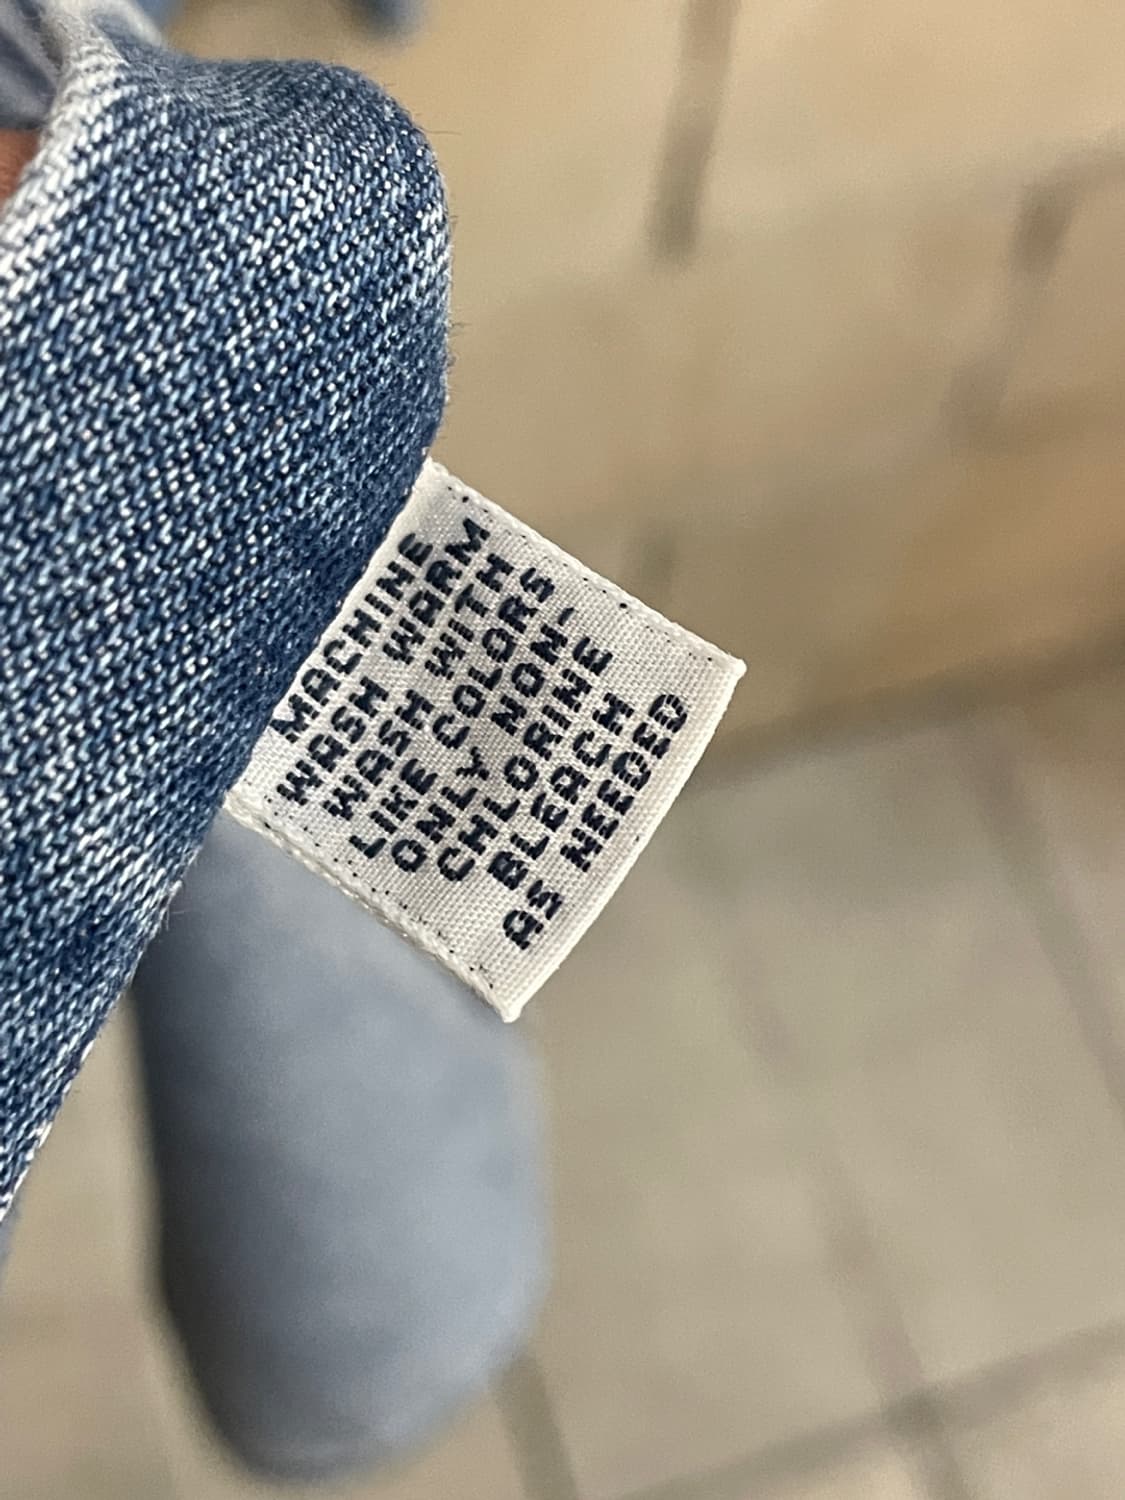 MACHINE
WASH WARM
WASH WITH
LIKE COLORS
ONLY NON-
CHLORINE
BLEACH
AS NEEDED